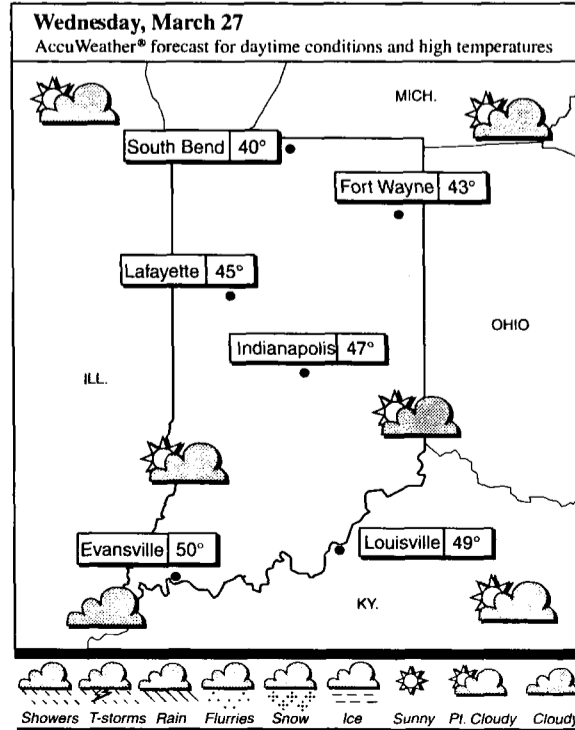 Wednesday, March 27
AccuWeather® forecast for daytime conditions and high temperatures
MICH.
South Bend 40°
Fort Wayne 43°
Lafayette 45°
OHIO
Indianapolis 47°
ILL.
Evansville 50°
Louisville 49°
KY.
Showers T-storms Rain Flurries Snow Ice Sunny Pt. Cloudy Cloudy